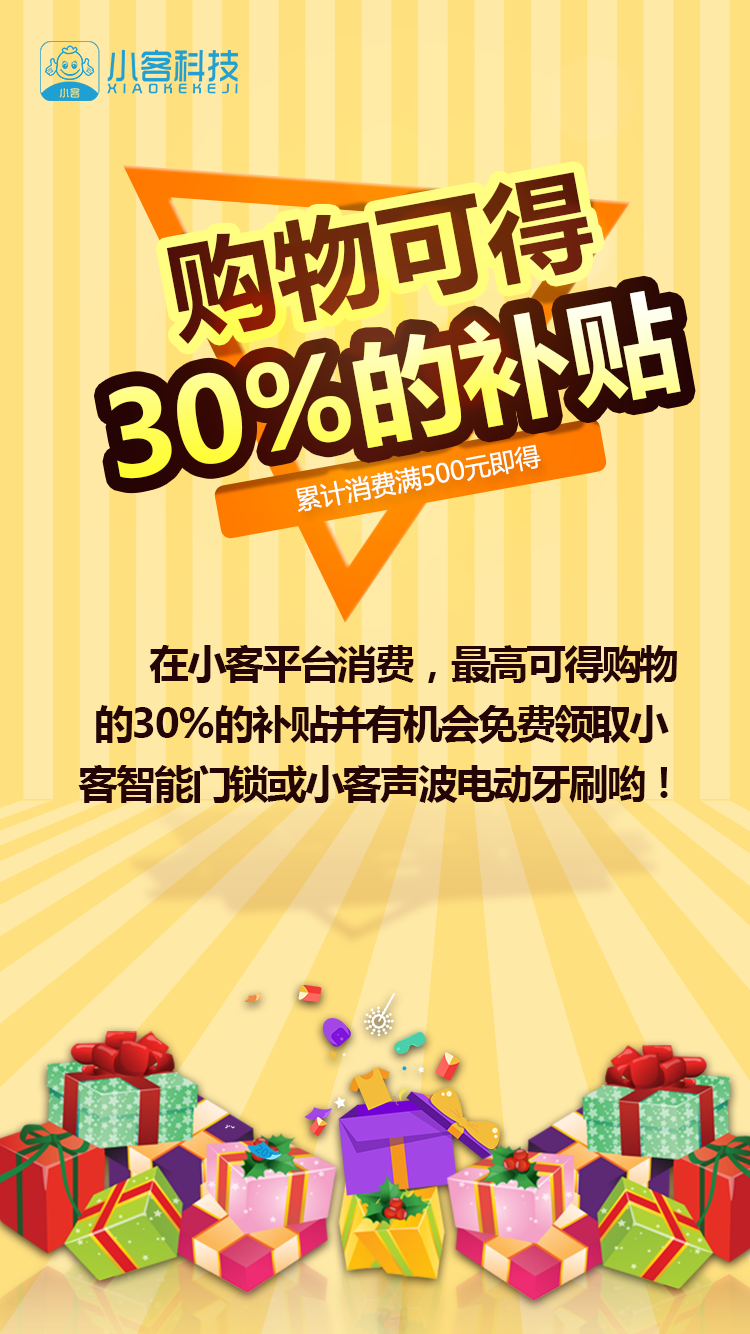 小客
小客科技
XIAOKEKEJI
购物可得
30%的补贴
累计消费满500元即得
在小客平台消费，最高可得购物
的30%的补贴并有机会免费领取小
客智能门锁或小客声波电动牙刷哟！